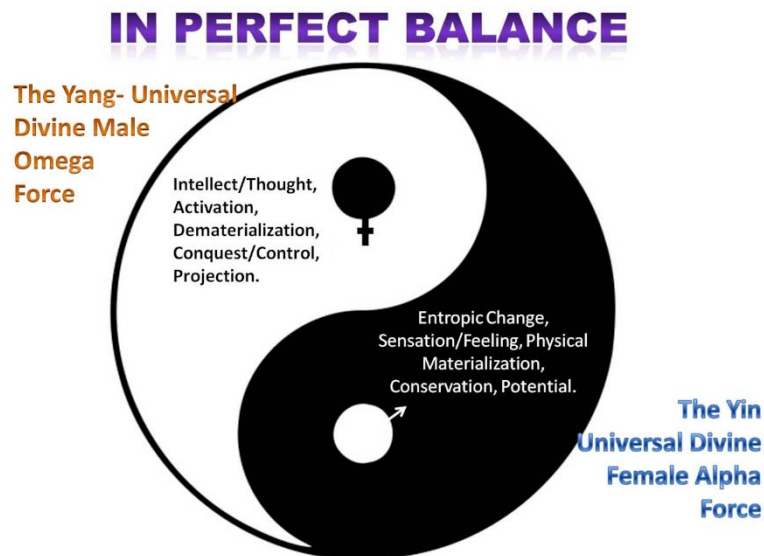 IN PERFECT BALANCE
The Yang- Universal
Divine Male
Omega
Force
Intellect/Thought,
Activation,
Dematerialization,
Conquest/Control,
Projection.
Entropic Change,
Sensation/Feeling, Physical
Materialization,
Conservation, Potential.
The Yin
Universal Divine
Female Alpha
Force